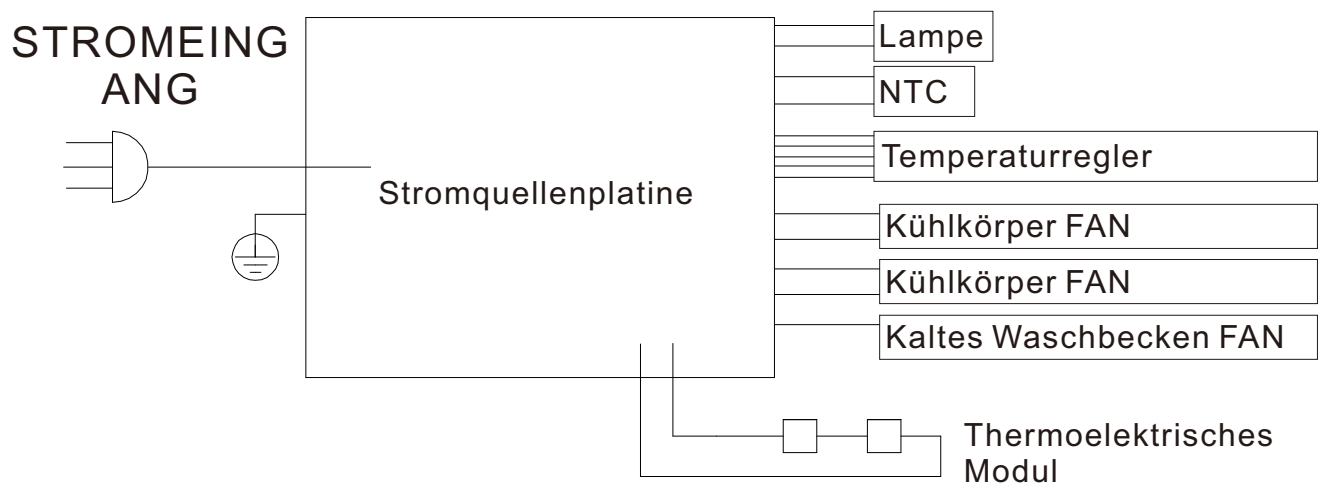 STROMEING
ANG
Stromquellenplatine
Lampe
NTC
Temperaturregler
Kühlkörper FAN
Kühlkörper FAN
Kaltes Waschbecken FAN
Thermoelektrisches
Modul